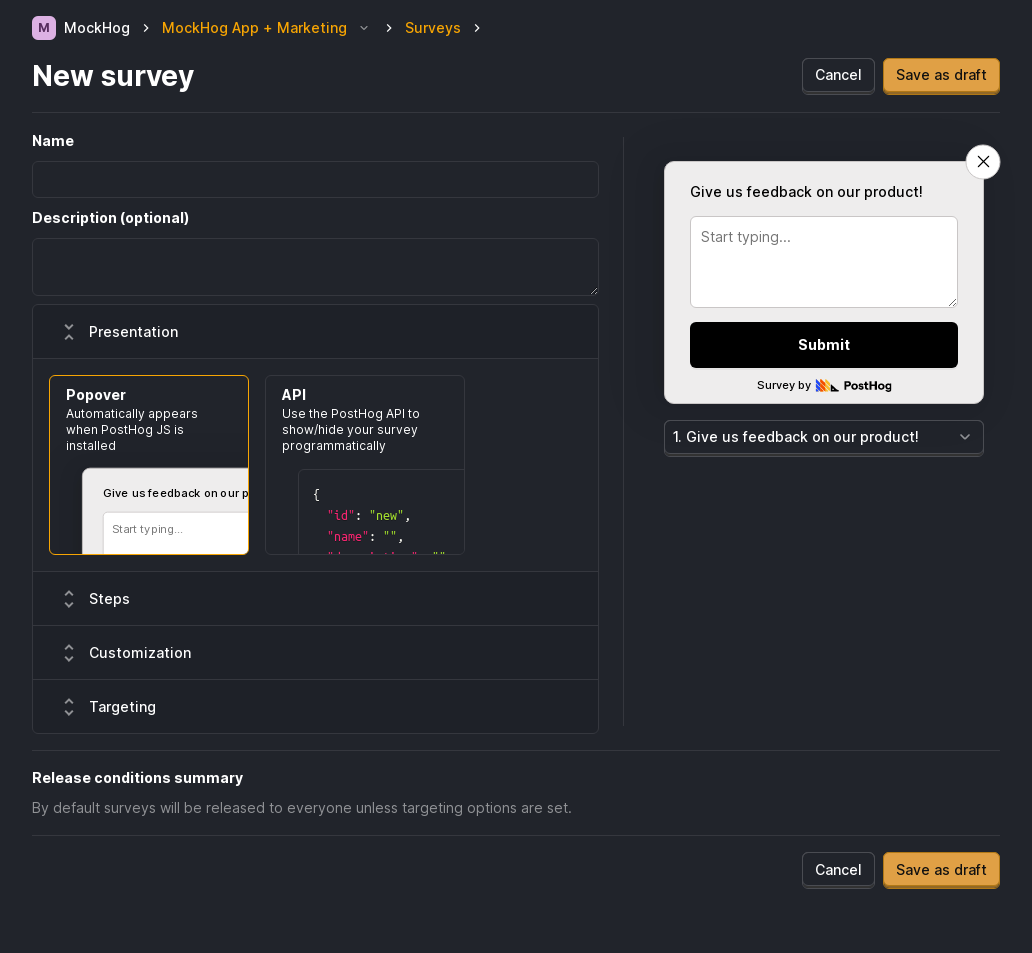 M MockHog MockHog App + Marketing Surveys
New survey
Cancel Save as draft
Name
Description (optional)
Presentation
Popover
Automatically appears
when PostHog JS is
installed
Give us feedback on our p
Start typing...
API
Use the PostHog API to
show/hide your survey
programmatically
{
"id": "new",
"name": "",
Steps
Customization
Targeting
Give us feedback on our product!
Start typing...
Submit
Survey by PostHog
1. Give us feedback on our product!
Release conditions summary
By default surveys will be released to everyone unless targeting options are set.
Cancel Save as draft